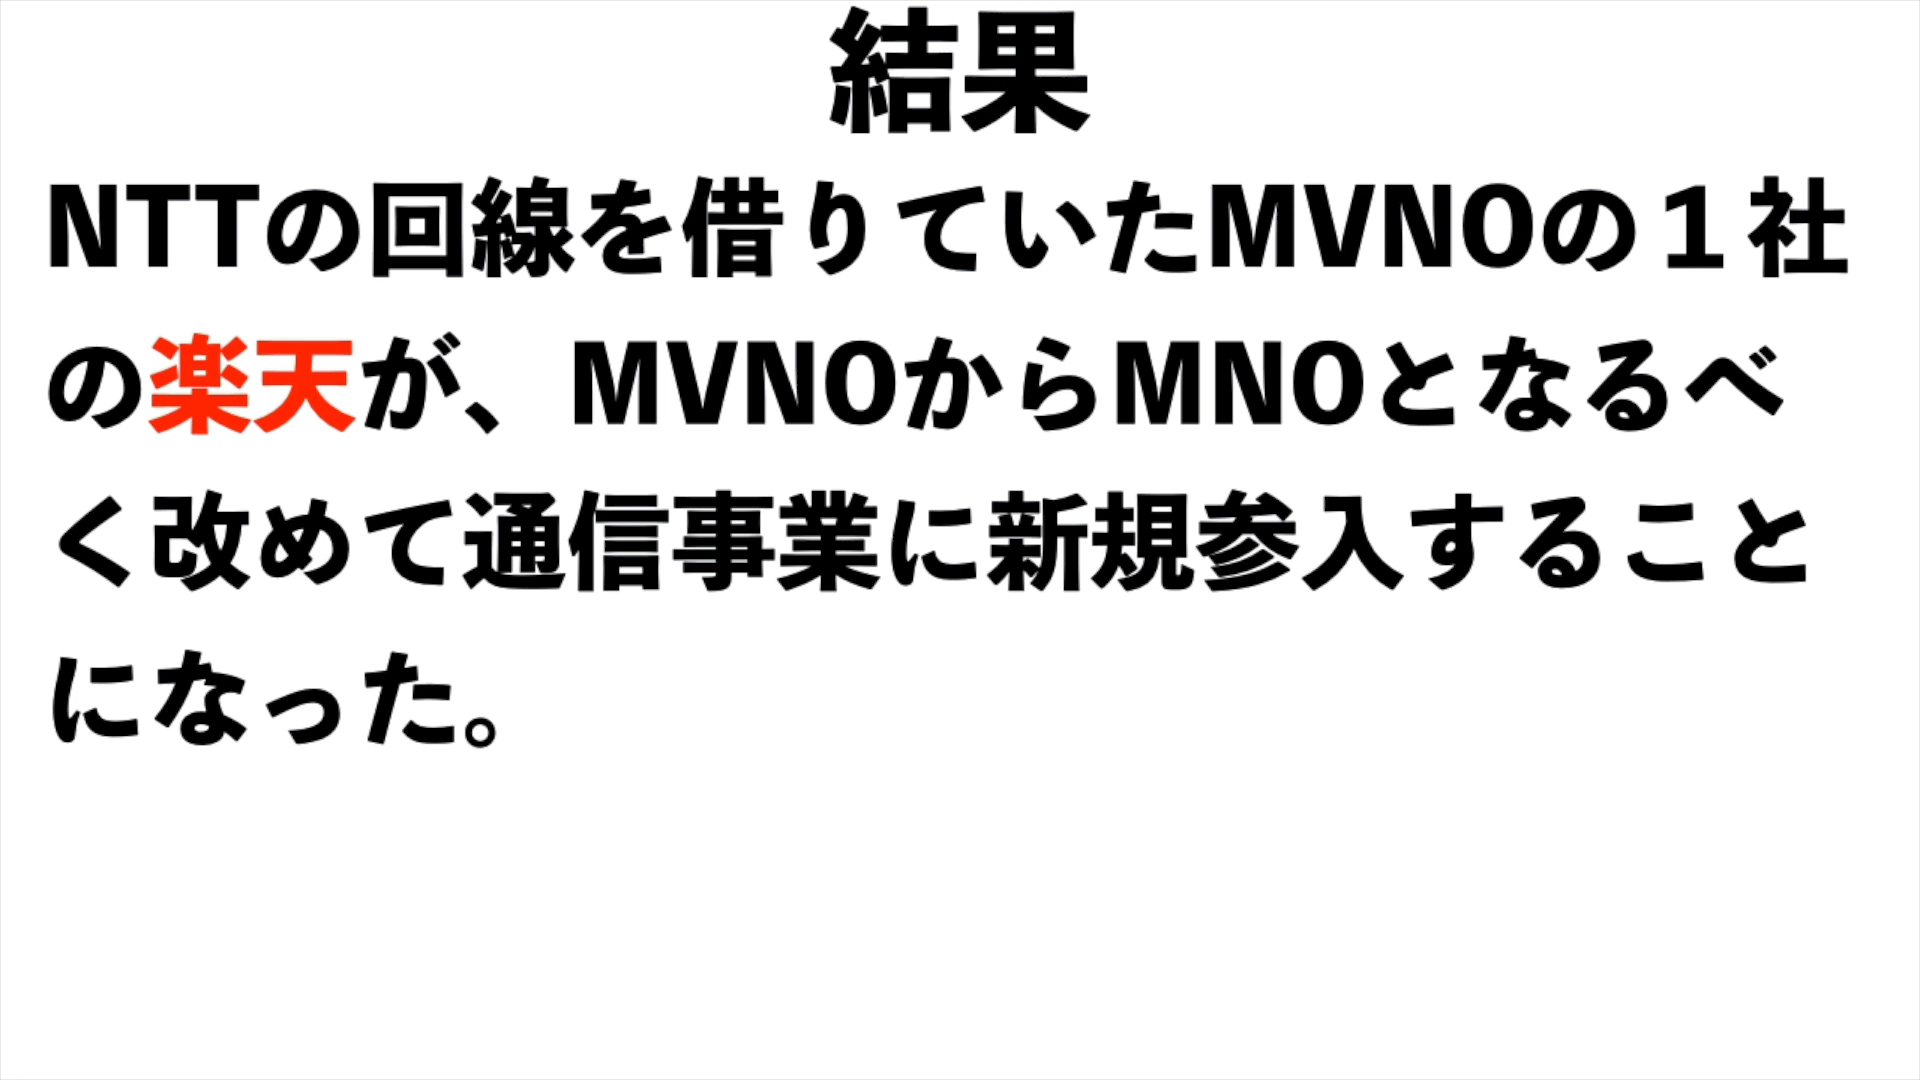 結果
NTTの回線を借りていたMVNOの１社
の楽天が、MVNOからMNOとなるべ
く改めて通信事業に新規参入すること
になった。